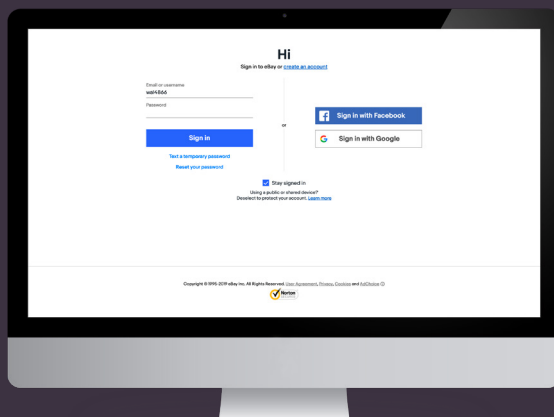 Hi
Sign in to eBay or create an account
Email or username
wal4866
Password
Sign in
Text a temporary password
Reset your password
or
Sign in with Facebook
Sign in with Google
Stay signed in
Using a public or shared device?
Deselect to protect your account. Learn more
Copyright © 1995-2019 eBay Inc. All Rights Reserved. User Agreement, Privacy, Cookies and AdChoice
Norton